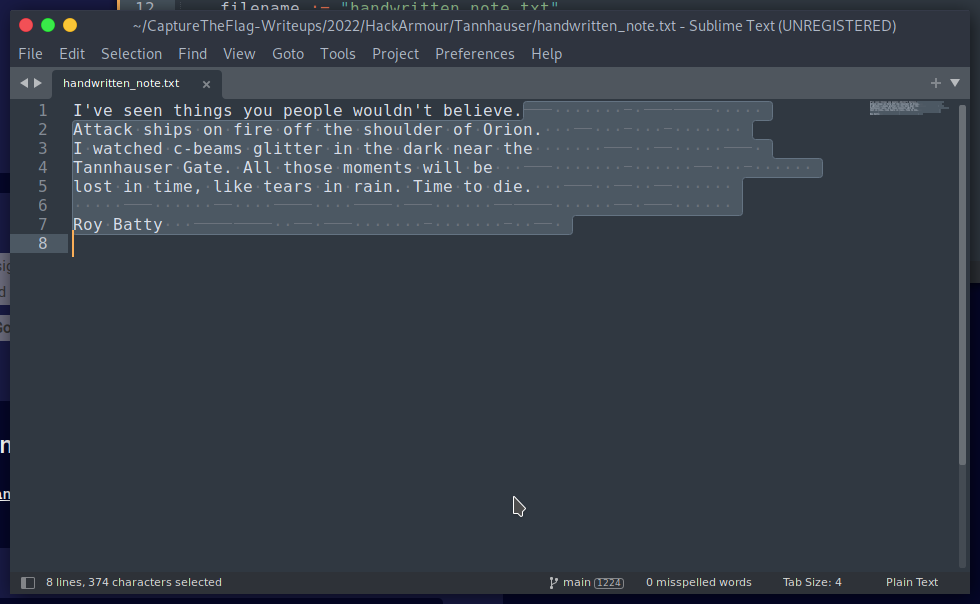 12 filename := "handwritten_note.txt"
~/CaptureTheFlag-Writeups/2022/HackArmour/Tannhauser/handwritten_note.txt - Sublime Text (UNREGISTERED)
File Edit Selection Find View Goto Tools Project Preferences Help
handwritten_note.txt ×
1 I've seen things you people wouldn't believe.
2 Attack ships on fire off the shoulder of Orion.
3 I watched c-beams glitter in the dark near the
4 Tannhauser Gate. All those moments will be
5 lost in time, like tears in rain. Time to die.
6
7 Roy Batty
8
8 lines, 374 characters selected main 1224 0 misspelled words Tab Size: 4 Plain Text